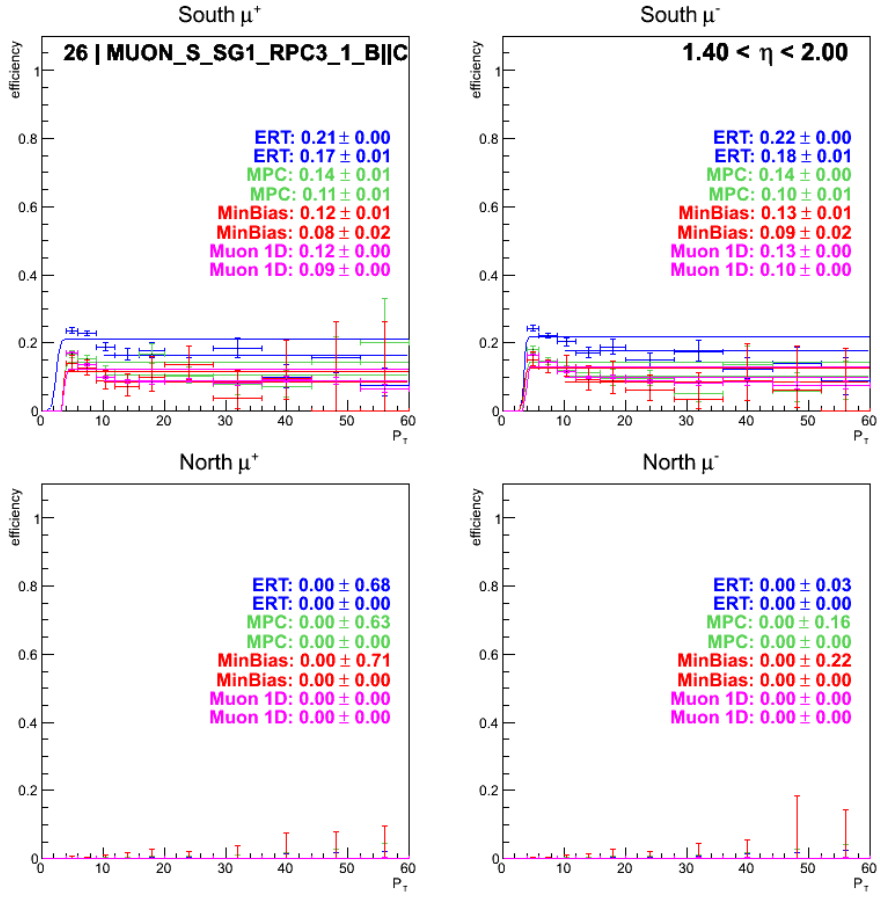 South μ⁺
efficiency
26 | MUON_S_SG1_RPC3_1_B||C
ERT: 0.21 ± 0.00
ERT: 0.17 ± 0.01
MPC: 0.14 ± 0.01
MPC: 0.11 ± 0.01
MinBias: 0.12 ± 0.01
MinBias: 0.08 ± 0.02
Muon 1D: 0.12 ± 0.00
Muon 1D: 0.09 ± 0.00
1
0.8
0.6
0.4
0.2
0
0 10 20 30 40 50 60
P_T
South μ⁻
efficiency
1.40 < η < 2.00
ERT: 0.22 ± 0.00
ERT: 0.18 ± 0.01
MPC: 0.14 ± 0.00
MPC: 0.10 ± 0.01
MinBias: 0.13 ± 0.01
MinBias: 0.09 ± 0.02
Muon 1D: 0.13 ± 0.00
Muon 1D: 0.10 ± 0.00
1
0.8
0.6
0.4
0.2
0
0 10 20 30 40 50 60
P_T
North μ⁺
efficiency
ERT: 0.00 ± 0.68
ERT: 0.00 ± 0.00
MPC: 0.00 ± 0.63
MPC: 0.00 ± 0.00
MinBias: 0.00 ± 0.71
MinBias: 0.00 ± 0.00
Muon 1D: 0.00 ± 0.00
Muon 1D: 0.00 ± 0.00
1
0.8
0.6
0.4
0.2
0
0 10 20 30 40 50 60
P_T
North μ⁻
efficiency
ERT: 0.00 ± 0.03
ERT: 0.00 ± 0.00
MPC: 0.00 ± 0.16
MPC: 0.00 ± 0.00
MinBias: 0.00 ± 0.22
MinBias: 0.00 ± 0.00
Muon 1D: 0.00 ± 0.00
Muon 1D: 0.00 ± 0.00
1
0.8
0.6
0.4
0.2
0
0 10 20 30 40 50 60
P_T